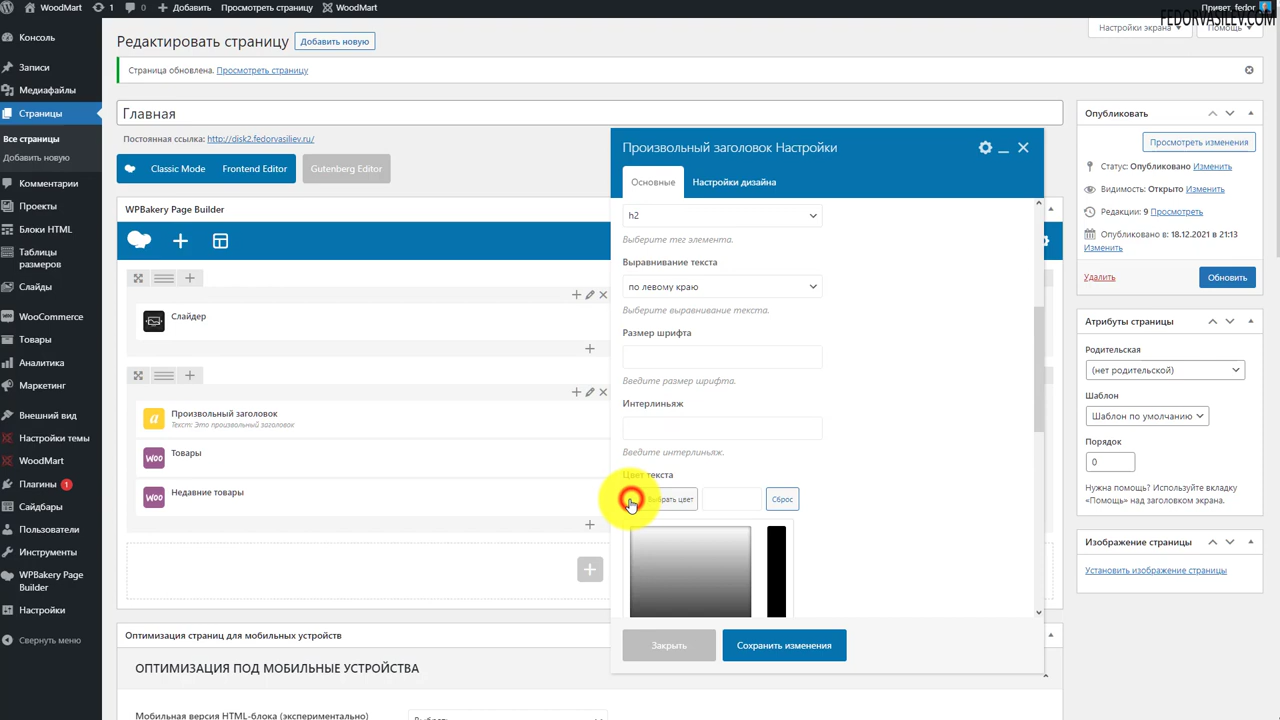 WoodMart
1
0
Добавить
Просмотреть страницу
WoodMart
Привет, fedor
FEDORVASILEV.COM
Консоль
Записи
Медиафайлы
Страницы
Все страницы
Добавить новую
Комментарии
Проекты
Блоки HTML
Таблицы
размеров
Слайды
WooCommerce
Товары
Аналитика
Маркетинг
Внешний вид
Настройки темы
WoodMart
Плагины 1
Сайдбары
Пользователи
Инструменты
WPBakery Page
Builder
Настройки
Свернуть меню
Редактировать страницу
Добавить новую
Настройки экрана
Помощь
Страница обновлена. Просмотреть страницу
Главная
Постоянная ссылка: http://disk2.fedorvasiliev.ru/
Classic Mode
Frontend Editor
Gutenberg Editor
WPBakery Page Builder
Слайдер
Произвольный заголовок
Текст: Это произвольный заголовок
Товары
Недавние товары
Оптимизация страниц для мобильных устройств
ОПТИМИЗАЦИЯ ПОД МОБИЛЬНЫЕ УСТРОЙСТВА
Мобильная версия HTML-блока (экспериментально)
Выбрать
Произвольный заголовок Настройки
Основные
Настройки дизайна
h2
Выберите тег элемента.
Выравнивание текста
по левому краю
Выберите выравнивание текста.
Размер шрифта
Введите размер шрифта.
Интерлиньяж
Введите интерлиньяж.
Цвет текста
Выбрать цвет
Сброс
Закрыть
Сохранить изменения
Опубликовать
Просмотреть изменения
Статус: Опубликовано Изменить
Видимость: Открыто Изменить
Редакции: 9 Просмотреть
Опубликовано в: 18.12.2021 в 21:13
Изменить
Удалить
Обновить
Атрибуты страницы
Родительская
(нет родительской)
Шаблон
Шаблон по умолчанию
Порядок
0
Нужна помощь? Используйте вкладку
«Помощь» над заголовком экрана.
Изображение страницы
Установить изображение страницы